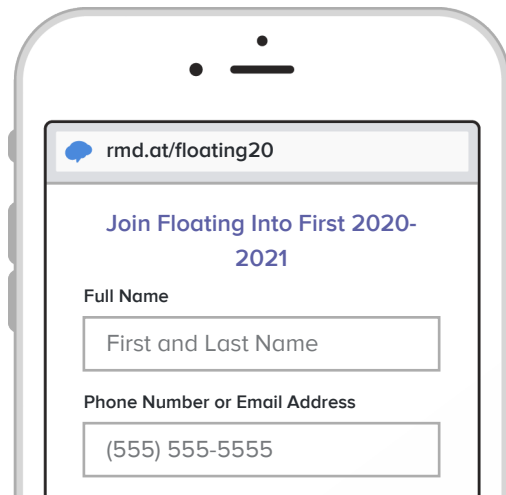 rmd.at/floating20
Join Floating Into First 2020-
2021
Full Name
First and Last Name
Phone Number or Email Address
(555) 555-5555